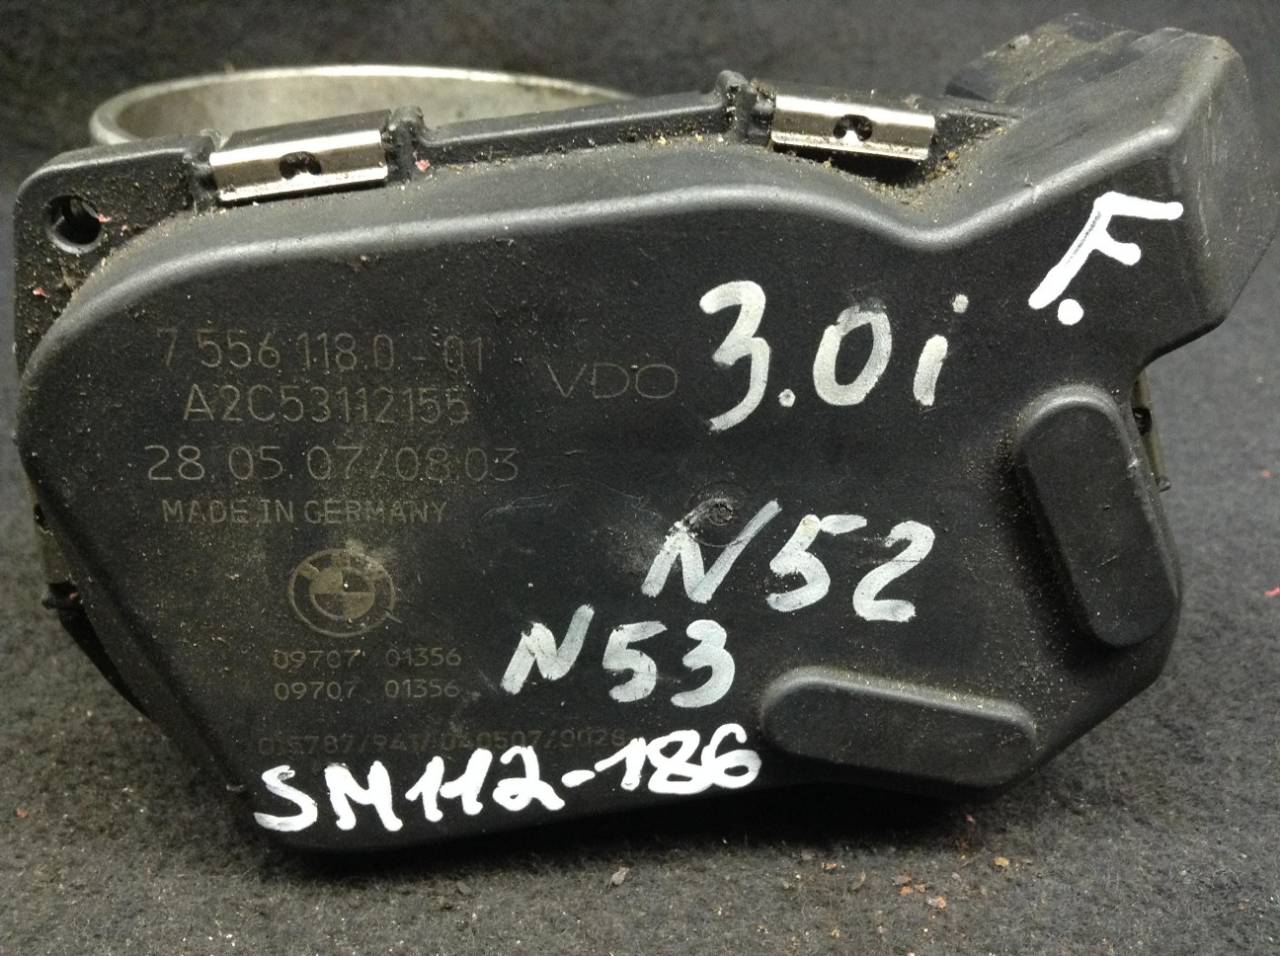 F.
3.0i
7 556 118.0-01
VDO
A2C53112155
28.05.07/08:03
MADE IN GERMANY
BMW
N52
N53
09707 01356
09707 01356
SM112-186